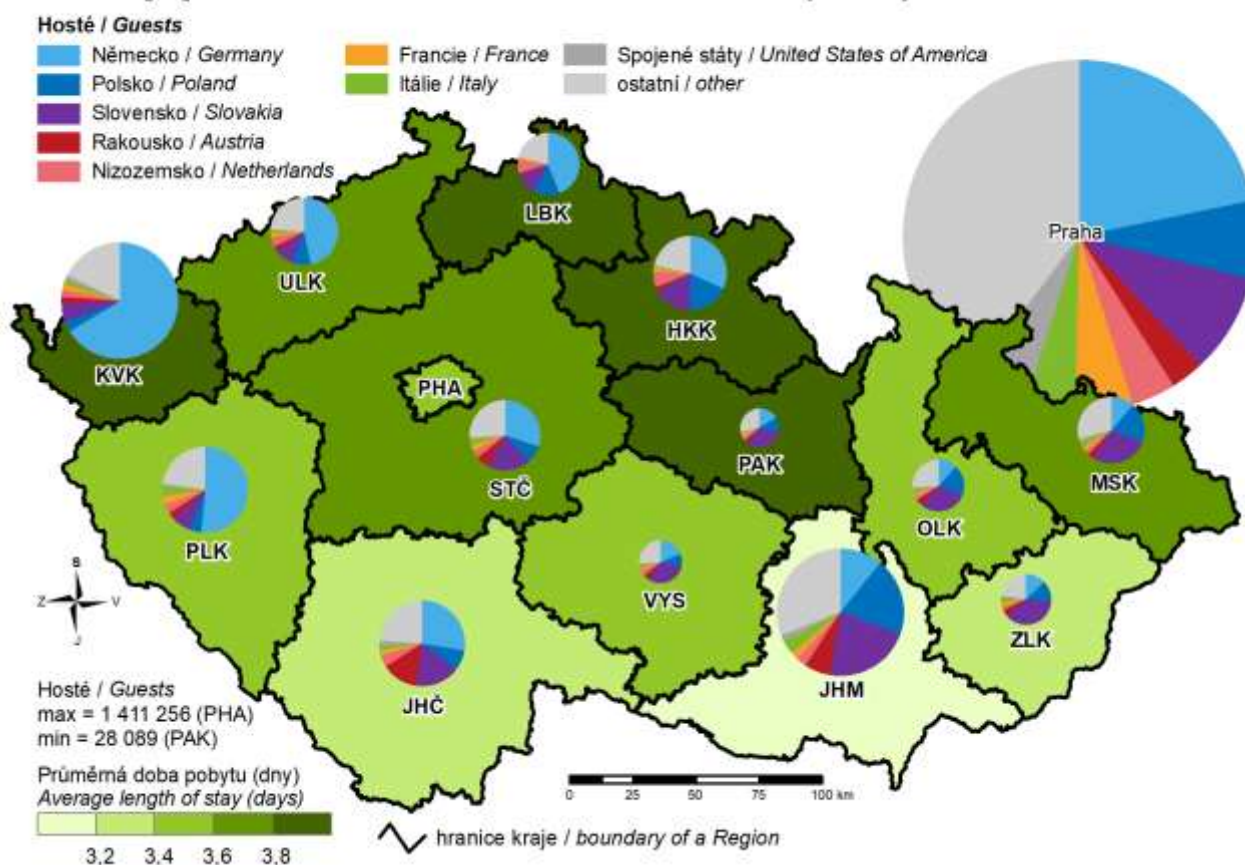 Hosté / Guests
Německo / Germany
Polsko / Poland
Slovensko / Slovakia
Rakousko / Austria
Nizozemsko / Netherlands
Francie / France
Itálie / Italy
Spojené státy / United States of America
ostatní / other
Praha
LBK
ULK
HKK
KVK
PHA
STČ
PAK
MSK
OLK
PLK
VYS
ZLK
JHČ
JHM
S
Z V
J
Hosté / Guests
max = 1 411 256 (PHA)
min = 28 089 (PAK)
Průměrná doba pobytu (dny)
Average length of stay (days)
3,2 3,4 3,6 3,8
0 25 50 75 100 km
hranice kraje / boundary of a Region